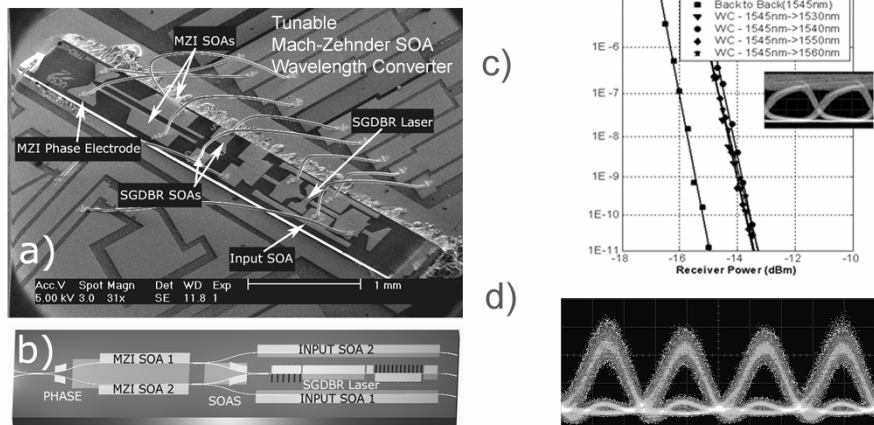 Tunable
Mach-Zehnder SOA
Wavelength Converter
MZI SOAs
SGDBR Laser
MZI Phase Electrode
SGDBR SOAs
Input SOA
a)
Acc.V Spot Magn Det WD Exp
5.00 kV 3.0 31x SE 11.8 1
1 mm
b)
MZI SOA 1
INPUT SOA 2
PHASE
MZI SOA 2
SOAS
SGDBR Laser
INPUT SOA 1
c)
Back to Back(1545nm)
WC - 1545nm->1530nm
WC - 1545nm->1540nm
WC - 1545nm->1550nm
WC - 1545nm->1560nm
1E-6
1E-7
1E-8
1E-9
1E-10
1E-11
-18 -16 -14 -12 -10
Receiver Power (dBm)
d)